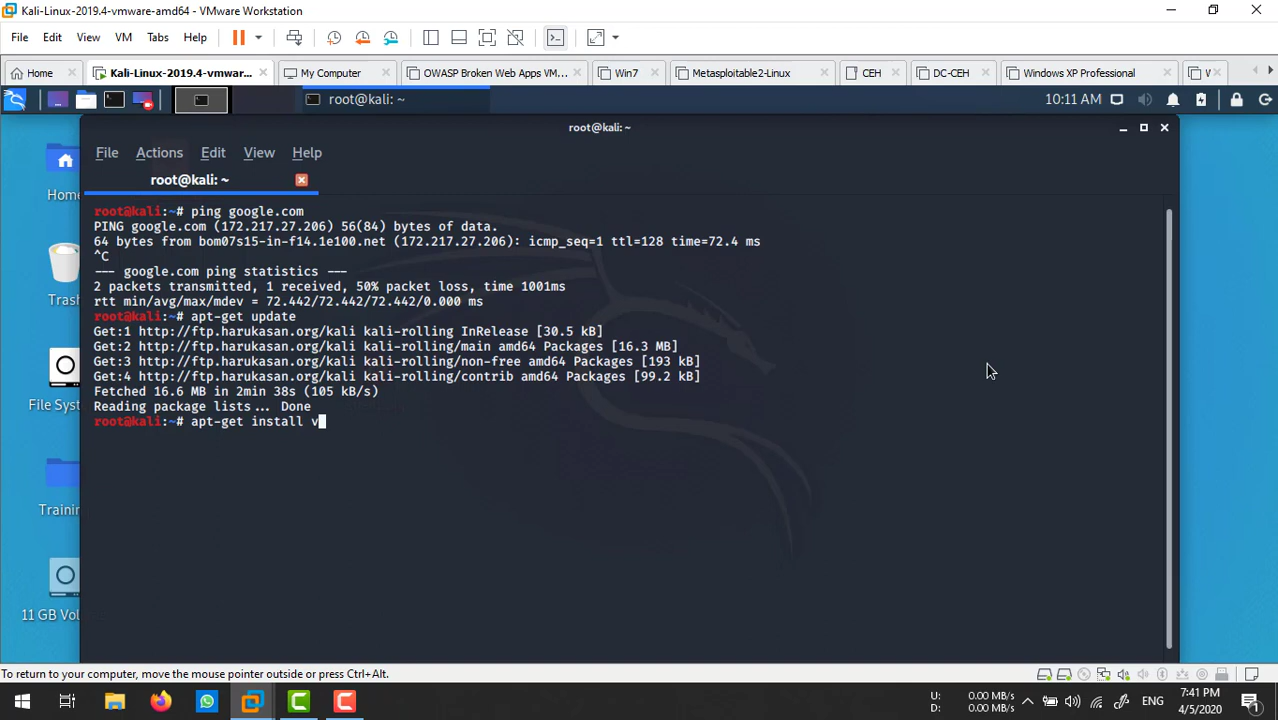 Kali-Linux-2019.4-vmware-amd64 - VMware Workstation
File Edit View VM Tabs Help
Home Kali-Linux-2019.4-vmwar... My Computer OWASP Broken Web Apps VM... Win7 Metasploitable2-Linux CEH DC-CEH Windows XP Professional W
root@kali: ~ 10:11 AM
root@kali: ~
File Actions Edit View Help
root@kali: ~
root@kali:~# ping google.com
PING google.com (172.217.27.206) 56(84) bytes of data.
64 bytes from bom07s15-in-f14.1e100.net (172.217.27.206): icmp_seq=1 ttl=128 time=72.4 ms
^C
--- google.com ping statistics ---
2 packets transmitted, 1 received, 50% packet loss, time 1001ms
rtt min/avg/max/mdev = 72.442/72.442/72.442/0.000 ms
root@kali:~# apt-get update
Get:1 http://ftp.harukasan.org/kali kali-rolling InRelease [30.5 kB]
Get:2 http://ftp.harukasan.org/kali kali-rolling/main amd64 Packages [16.3 MB]
Get:3 http://ftp.harukasan.org/kali kali-rolling/non-free amd64 Packages [193 kB]
Get:4 http://ftp.harukasan.org/kali kali-rolling/contrib amd64 Packages [99.2 kB]
Fetched 16.6 MB in 2min 38s (105 kB/s)
Reading package lists... Done
root@kali:~# apt-get install v
Home
Trash
File Sys
Trainin
11 GB Vol
To return to your computer, move the mouse pointer outside or press Ctrl+Alt.
U: 0.00 MB/s
D: 0.00 MB/s
ENG
7:41 PM
4/5/2020
1